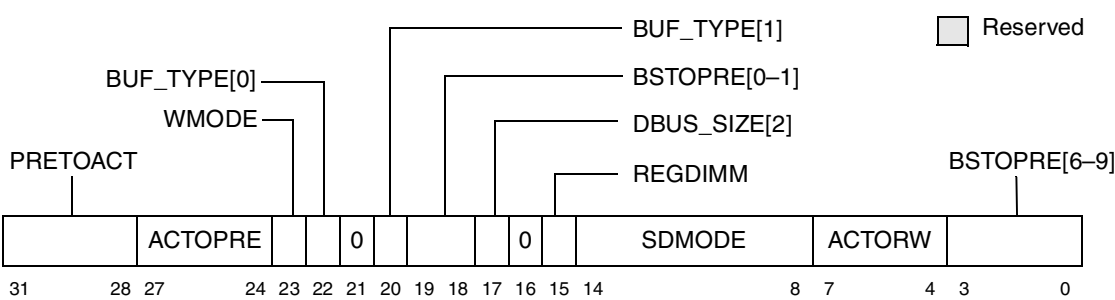 BUF_TYPE[1]
Reserved
BUF_TYPE[0]
BSTOPRE[0–1]
WMODE
DBUS_SIZE[2]
PRETOACT
REGDIMM
BSTOPRE[6–9]
ACTOPRE 0 0 SDMODE ACTORW
31 28 27 24 23 22 21 20 19 18 17 16 15 14 8 7 4 3 0